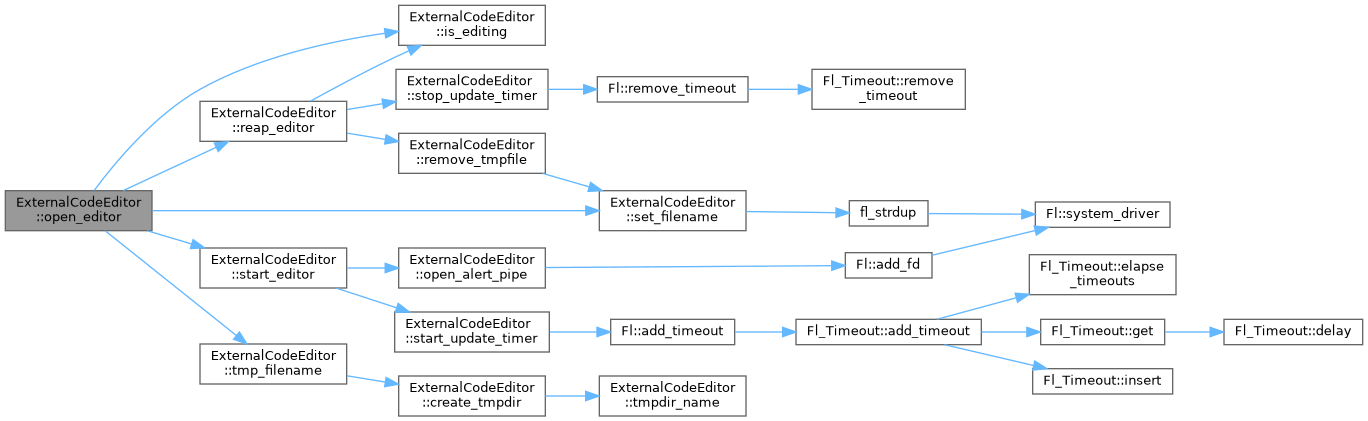 ExternalCodeEditor
::open_editor
ExternalCodeEditor
::is_editing
ExternalCodeEditor
::reap_editor
ExternalCodeEditor
::stop_update_timer
Fl::remove_timeout
Fl_Timeout::remove
_timeout
ExternalCodeEditor
::remove_tmpfile
ExternalCodeEditor
::set_filename
fl_strdup
Fl::system_driver
ExternalCodeEditor
::start_editor
ExternalCodeEditor
::open_alert_pipe
Fl::add_fd
ExternalCodeEditor
::start_update_timer
Fl::add_timeout
Fl_Timeout::add_timeout
Fl_Timeout::elapse
_timeouts
Fl_Timeout::get
Fl_Timeout::delay
Fl_Timeout::insert
ExternalCodeEditor
::tmp_filename
ExternalCodeEditor
::create_tmpdir
ExternalCodeEditor
::tmpdir_name